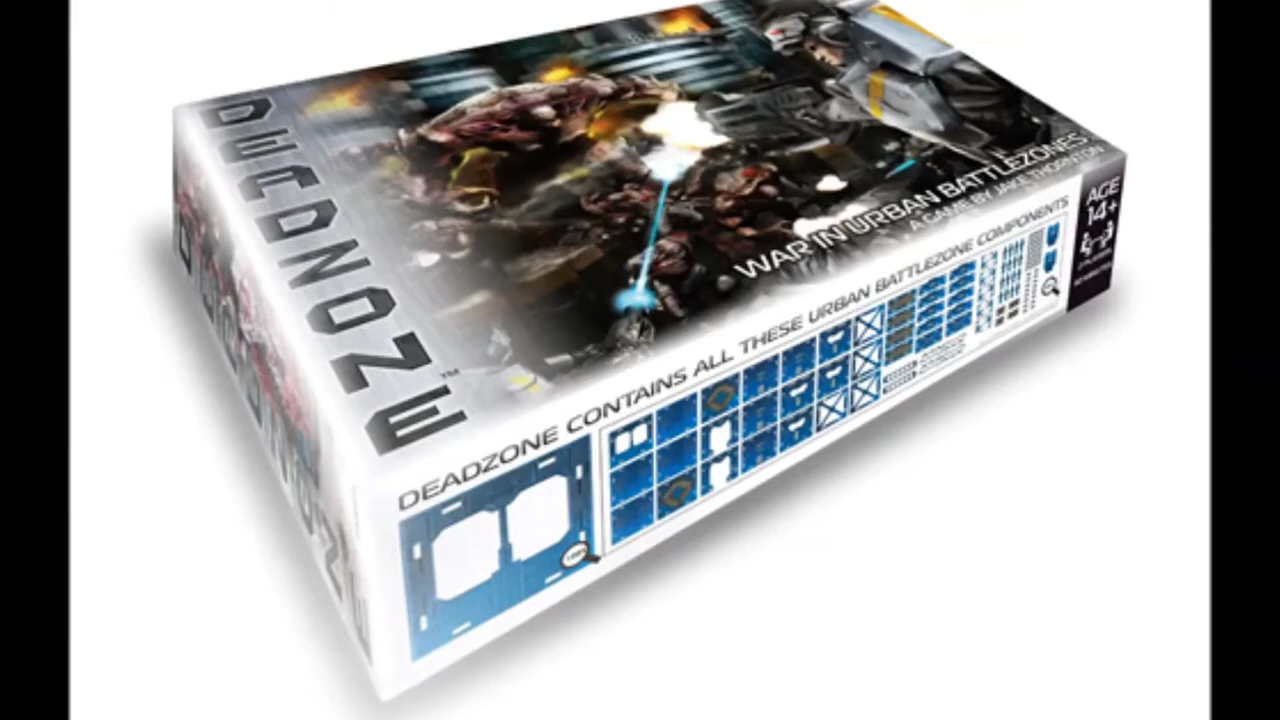 DEADZONE™
WAR IN URBAN BATTLEZONES
A GAME BY JAKE THORNTON
DEADZONE CONTAINS ALL THESE URBAN BATTLEZONE COMPONENTS
AGE
14+